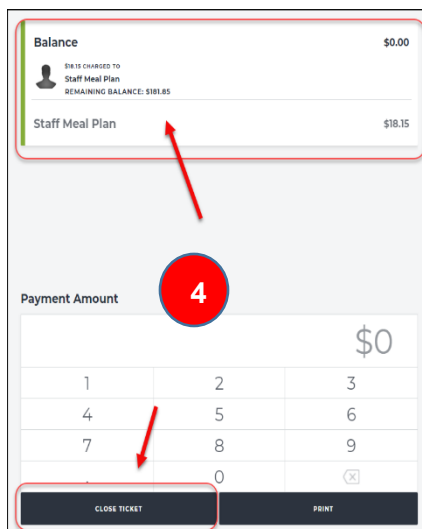 Balance $0.00
$18.15 CHARGED TO
Staff Meal Plan
REMAINING BALANCE: $181.85
Staff Meal Plan $18.15
4
Payment Amount
$0
1 2 3
4 5 6
7 8 9
. 0
CLOSE TICKET PRINT